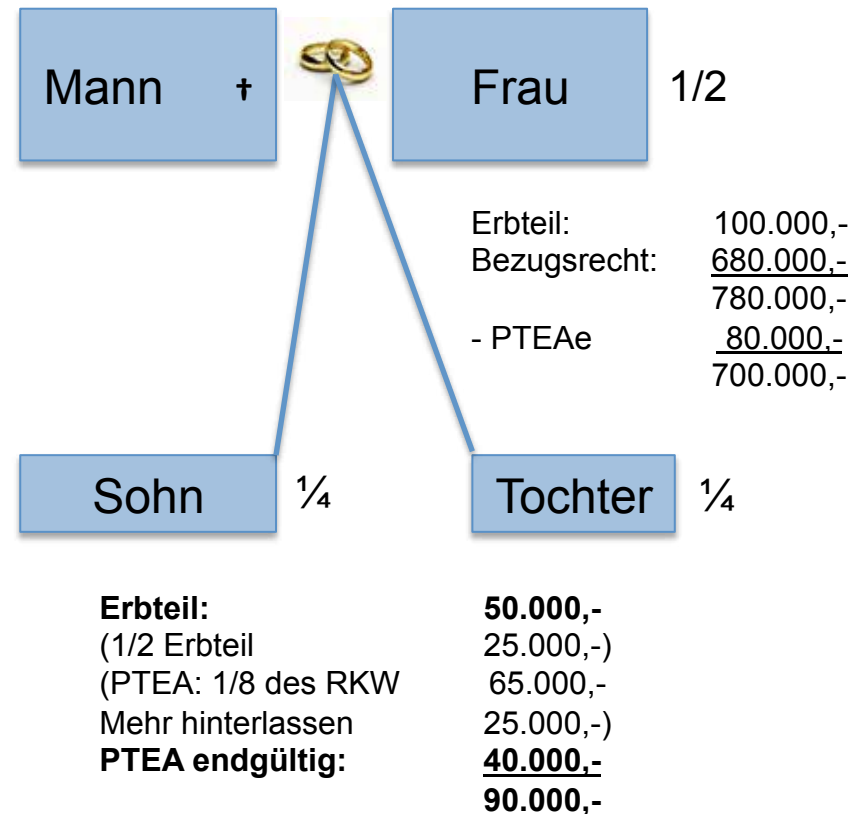 Mann † Frau 1/2
Erbteil: 100.000,-
Bezugsrecht: 680.000,-
780.000,-
- PTEAe 80.000,-
700.000,-
Sohn ¼ Tochter ¼
Erbteil: 50.000,-
(1/2 Erbteil 25.000,-)
(PTEA: 1/8 des RKW 65.000,-
Mehr hinterlassen 25.000,-)
PTEA endgültig: 40.000,-
90.000,-